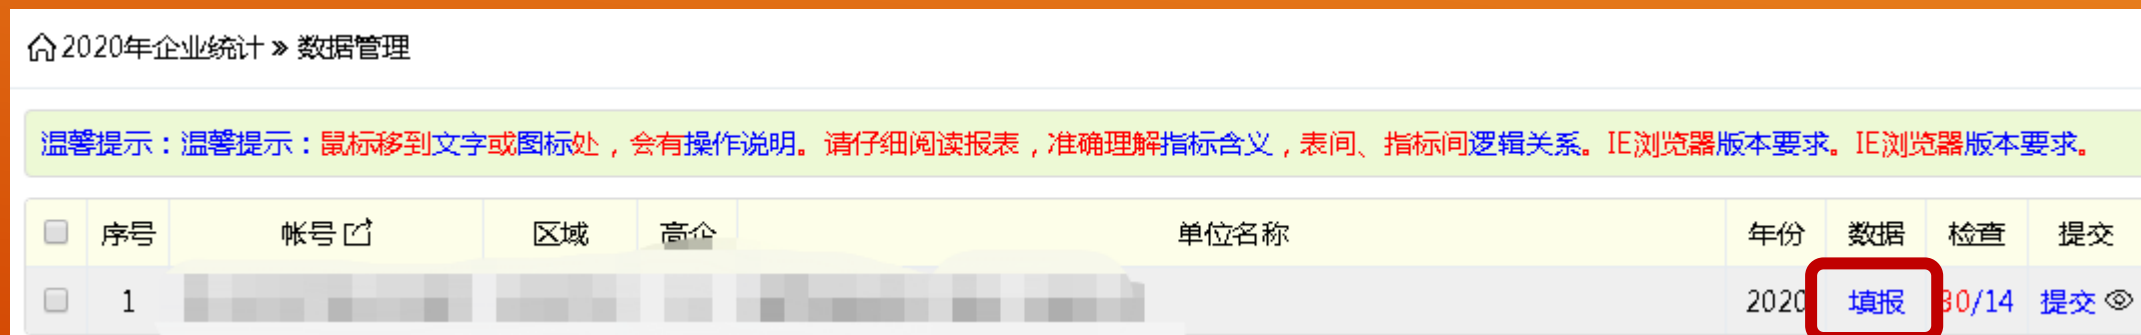 2020年企业统计 » 数据管理
温馨提示：温馨提示：鼠标移到文字或图标处，会有操作说明。请仔细阅读报表，准确理解指标含义，表间、指标间逻辑关系。IE浏览器版本要求。IE浏览器版本要求。
序号 帐号 区域 高企 单位名称 年份 数据 检查 提交
1 2020 填报 30/14 提交